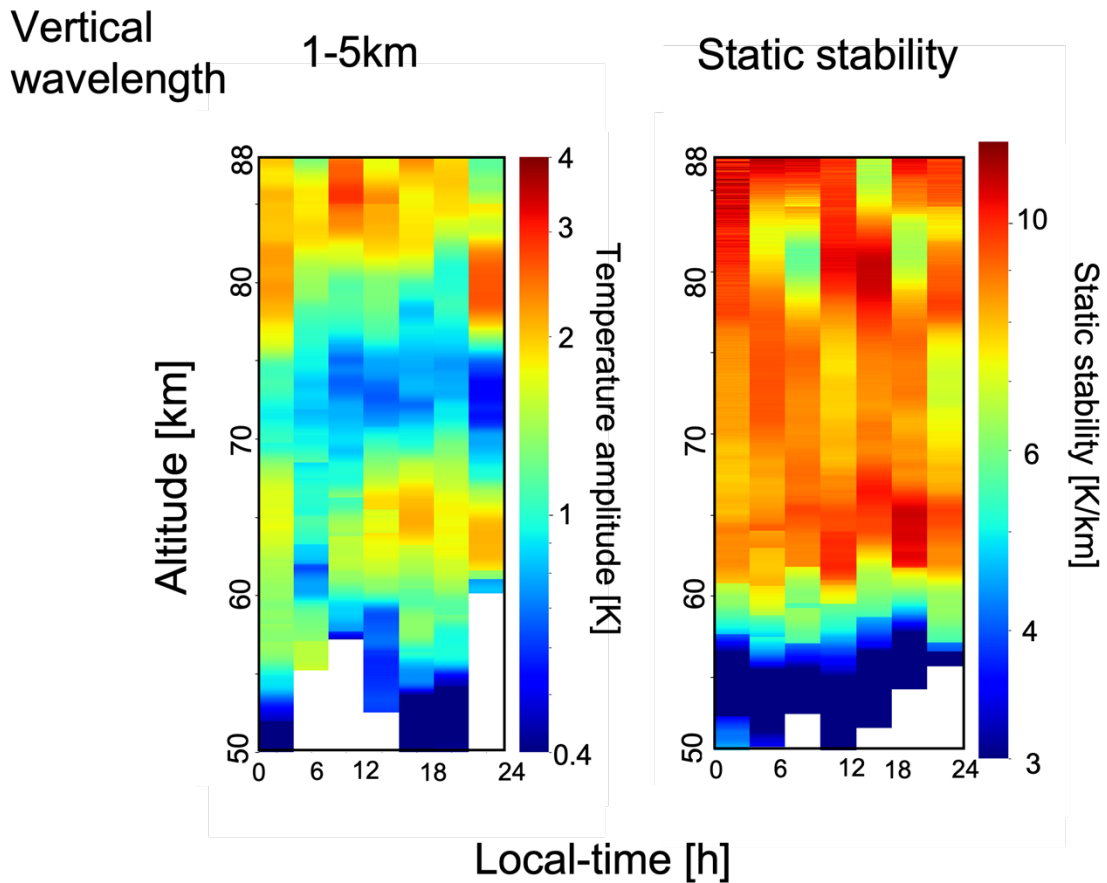 Vertical
wavelength
1-5km
Static stability
88
80
70
60
50
0 6 12 18 24
4
3
2
1
0.4
Altitude [km]
Temperature amplitude [K]
88
80
70
60
50
0 6 12 18 24
10
6
4
3
Static stability [K/km]
Local-time [h]